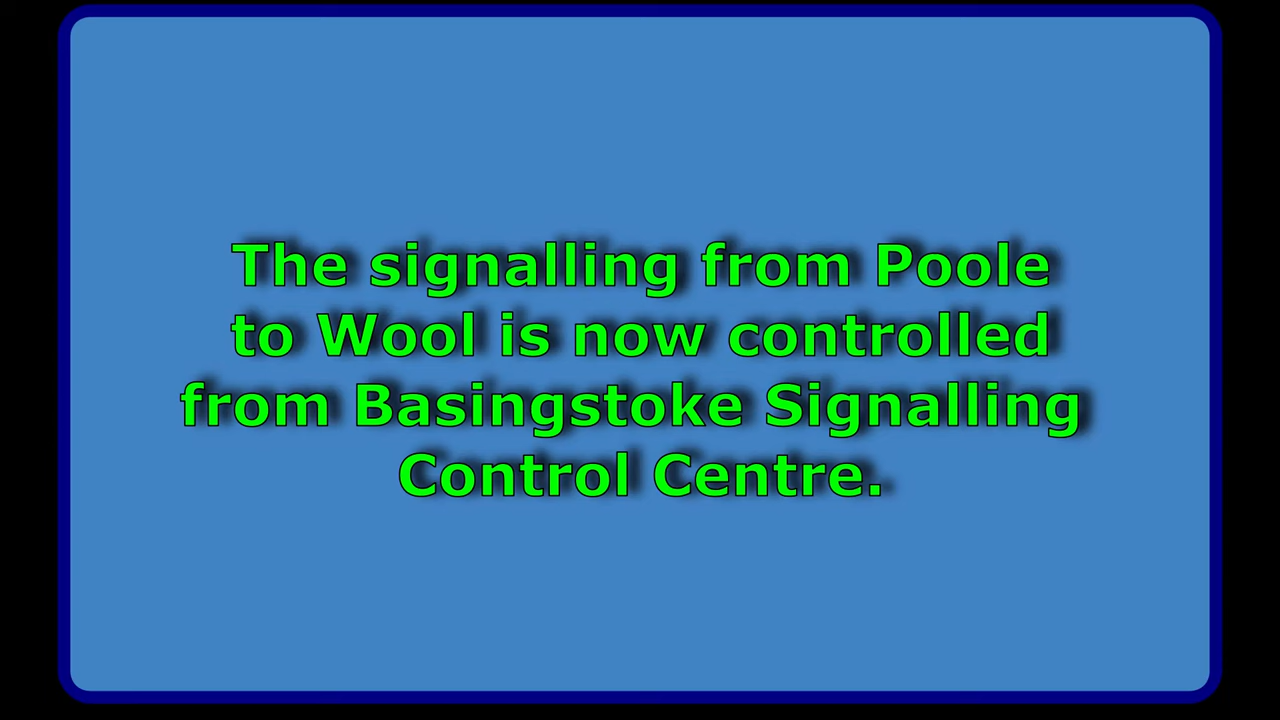 The signalling from Poole
to Wool is now controlled
from Basingstoke Signalling
Control Centre.